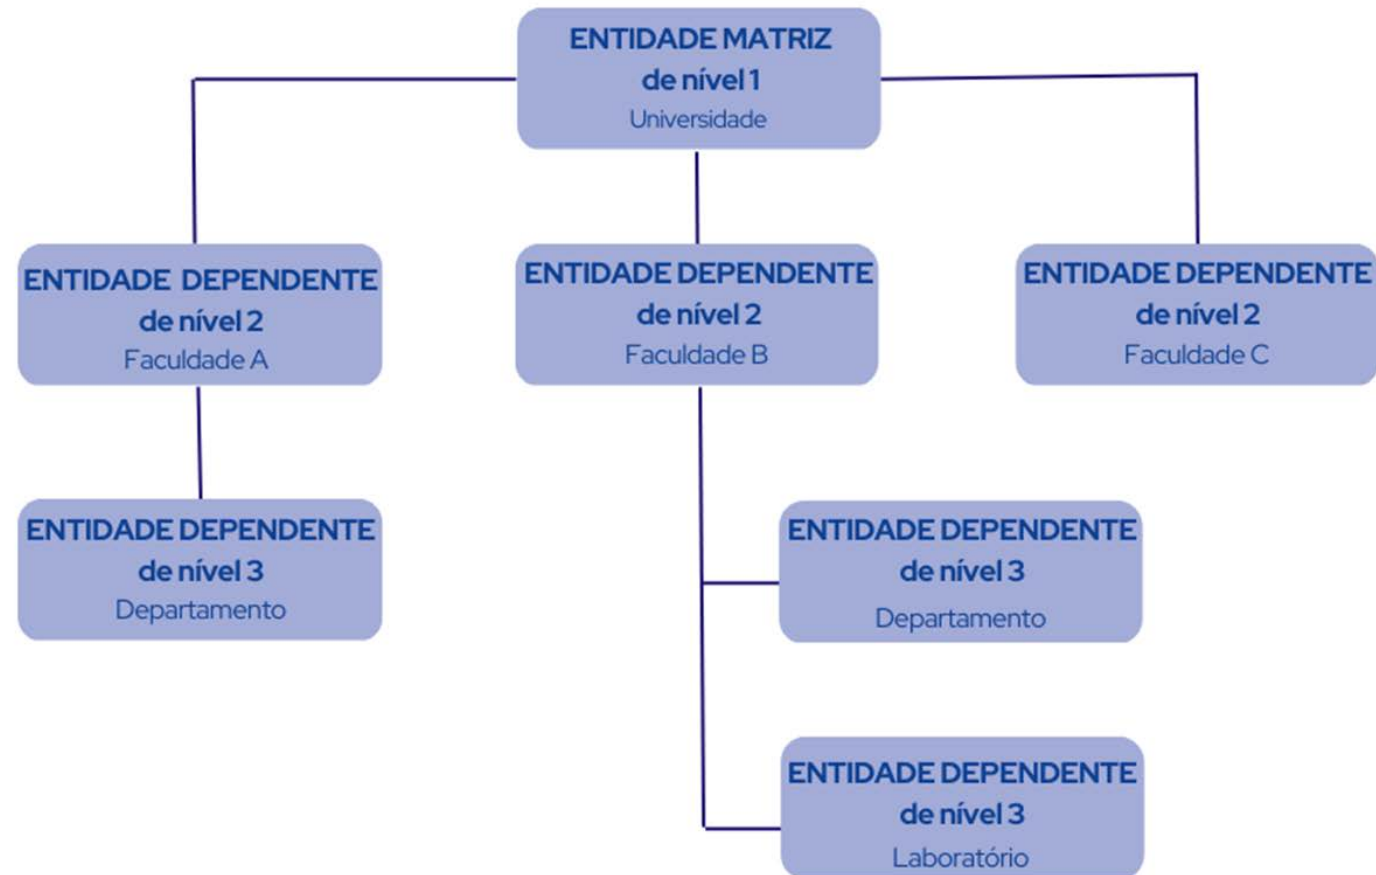 ENTIDADE MATRIZ
de nível 1
Universidade
ENTIDADE DEPENDENTE
de nível 2
Faculdade A
ENTIDADE DEPENDENTE
de nível 2
Faculdade B
ENTIDADE DEPENDENTE
de nível 2
Faculdade C
ENTIDADE DEPENDENTE
de nível 3
Departamento
ENTIDADE DEPENDENTE
de nível 3
Departamento
ENTIDADE DEPENDENTE
de nível 3
Laboratório